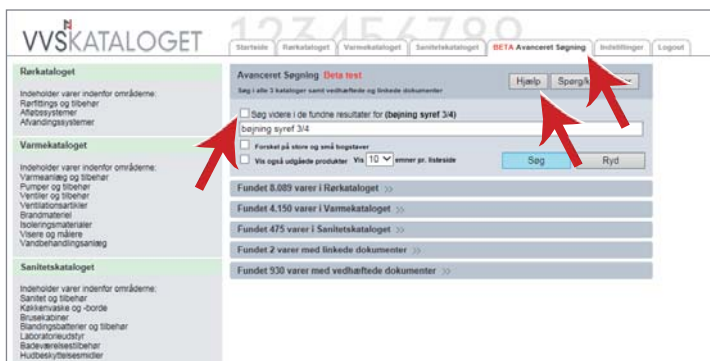 VVSKATALOGET
1234567890
Startside
Rørkataloget
Varmekataloget
Sanitetskataloget
BETA Avanceret Søgning
Indstillinger
Logout
Rørkataloget
Indeholder varer indenfor områderne:
Rørfittings og tilbehør
Afløbssystemer
Afvandingssystemer
Varmekataloget
Indeholder varer indenfor områderne:
Varmeanlæg og tilbehør
Pumper og tilbehør
Ventiler og tilbehør
Ventilationsartikler
Brandmateriel
Isoleringsmaterialer
Visere og målere
Vandbehandlingsanlæg
Sanitetskataloget
Indeholder varer indenfor områderne:
Sanitet og tilbehør
Køkkenvaske og -borde
Brusekabiner
Blandingsbatterier og tilbehør
Laboratorieudstyr
Badeværelsestilbehør
Hudbeskyttelsesmidler
Avanceret Søgning Beta test
Søg i alle 3 kataloger samt vedhæftede og linkede dokumenter
Hjælp
Søg videre i de fundne resultater for (bøjning syref 3/4)
bøjning syref 3/4
Forskel på store og små bogstaver
Vis også udgåede produkter Vis 10 emner pr. listeside
Søg
Ryd
Fundet 8.089 varer i Rørkataloget >>
Fundet 4.150 varer i Varmekataloget >>
Fundet 475 varer i Sanitetskataloget >>
Fundet 2 varer med linkede dokumenter >>
Fundet 930 varer med vedhæftede dokumenter >>